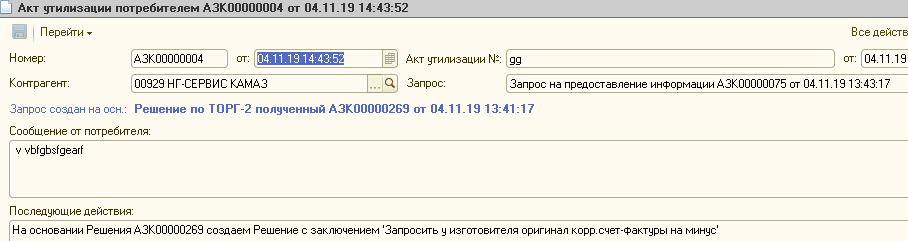 Акт утилизации потребителем АЗК00000004 от 04.11.19 14:43:52
Перейти Все дейст
Номер: АЗК00000004 от: 04.11.19 14:43:52 Акт утилизации №: gg от: 04.11.19
Контрагент: 00929 НГ-СЕРВИС КАМАЗ ... Запрос: Запрос на предоставление информации АЗК00000075 от 04.11.19 13:43:17
Запрос создан на осн.: Решение по ТОРГ-2 полученный АЗК00000269 от 04.11.19 13:41:17
Сообщение от потребителя:
v vbfgbsfgearf
Последующие действия:
На основании Решения АЗК00000269 создаем Решение с заключением 'Запросить у изготовителя оригинал корр.счет-фактуры на минус'